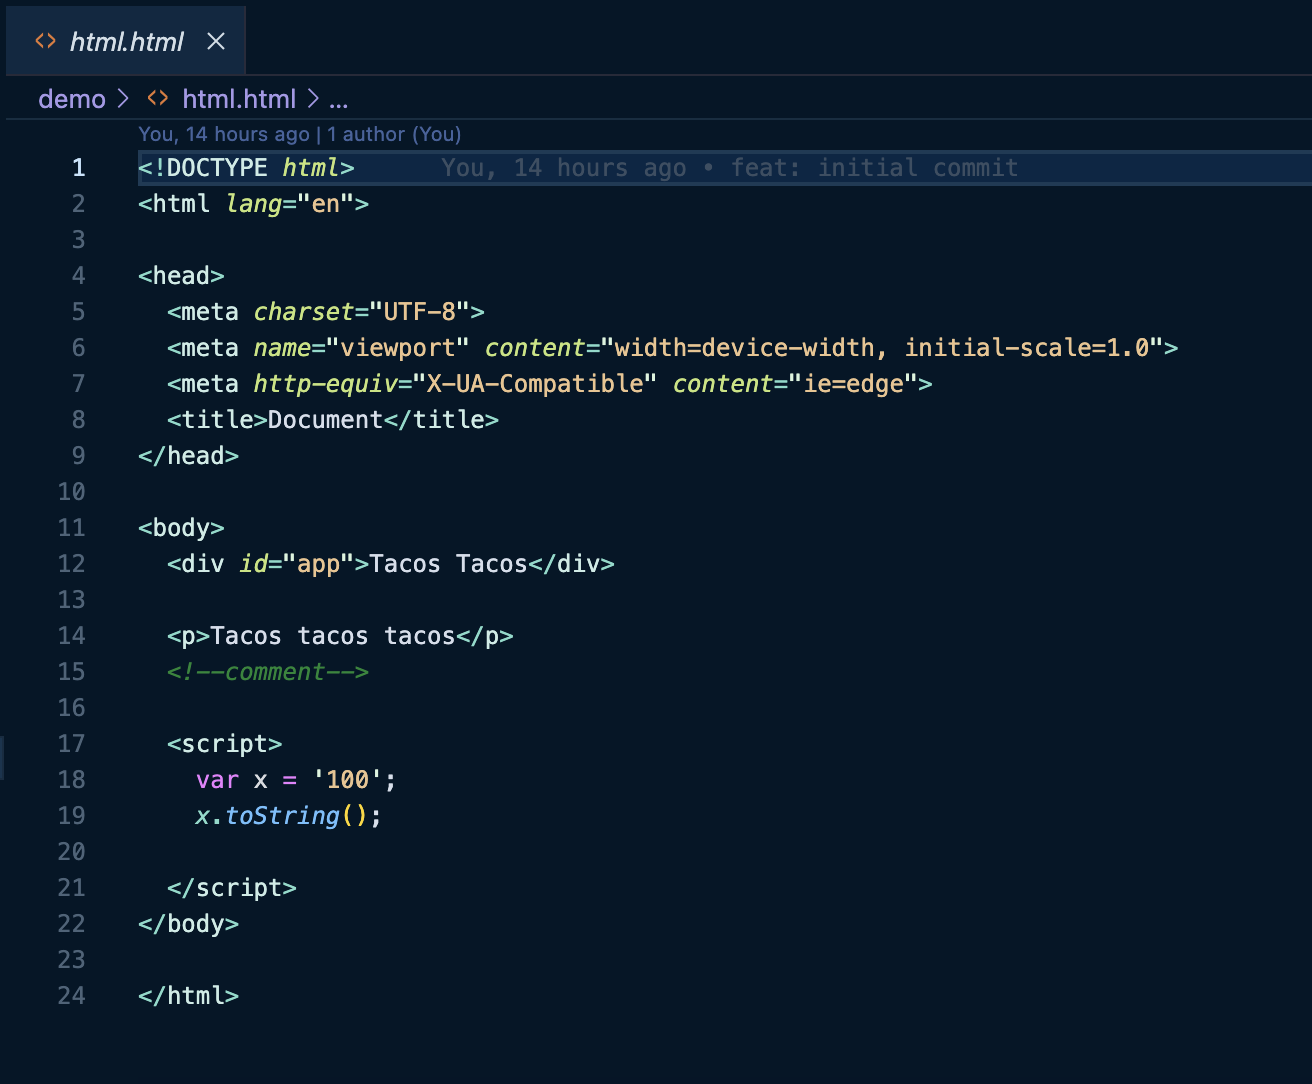 html.html
demo > html.html > ...
You, 14 hours ago | 1 author (You)
1 <!DOCTYPE html> You, 14 hours ago • feat: initial commit
2 <html lang="en">
3
4 <head>
5   <meta charset="UTF-8">
6   <meta name="viewport" content="width=device-width, initial-scale=1.0">
7   <meta http-equiv="X-UA-Compatible" content="ie=edge">
8   <title>Document</title>
9 </head>
10
11 <body>
12   <div id="app">Tacos Tacos</div>
13
14   <p>Tacos tacos tacos</p>
15   <!--comment-->
16
17   <script>
18     var x = '100';
19     x.toString();
20
21   </script>
22 </body>
23
24 </html>